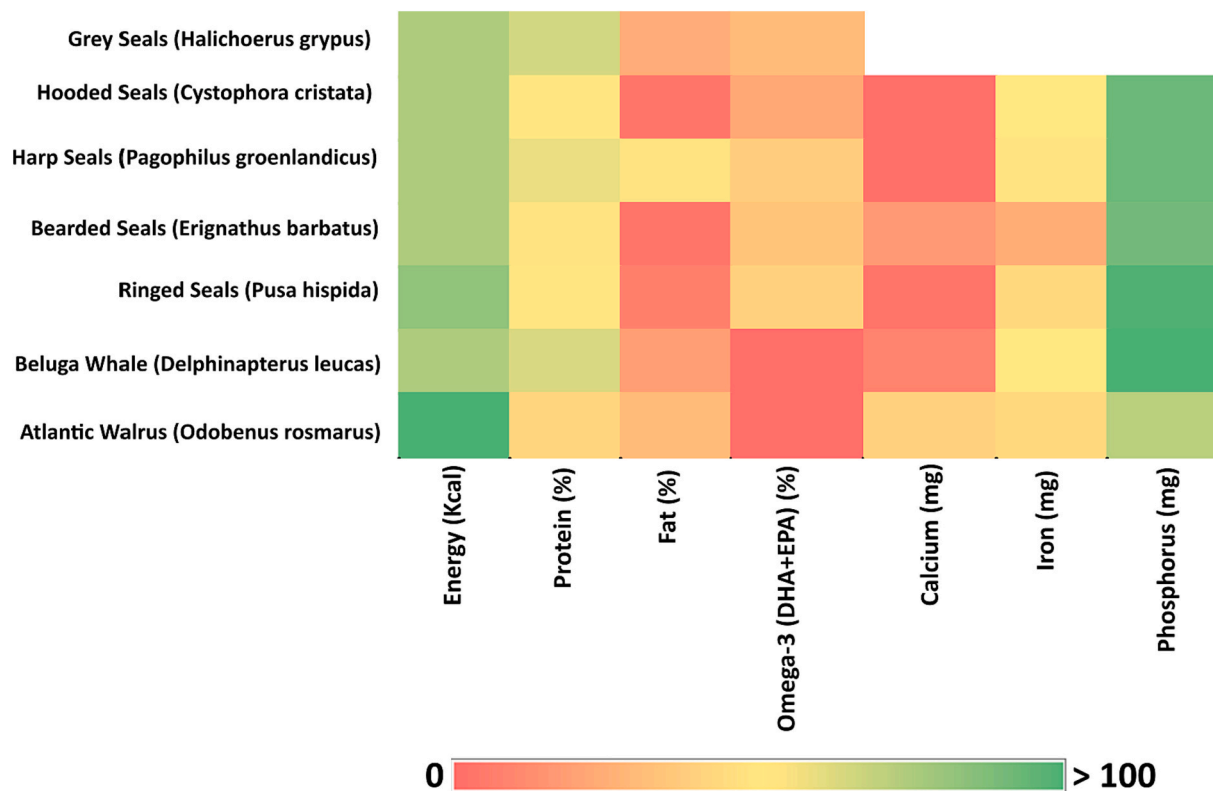 Grey Seals (Halichoerus grypus)
Hooded Seals (Cystophora cristata)
Harp Seals (Pagophilus groenlandicus)
Bearded Seals (Erignathus barbatus)
Ringed Seals (Pusa hispida)
Beluga Whale (Delphinapterus leucas)
Atlantic Walrus (Odobenus rosmarus)
Energy (Kcal)
Protein (%)
Fat (%)
Omega-3 (DHA+EPA) (%)
Calcium (mg)
Iron (mg)
Phosphorus (mg)
0 > 100